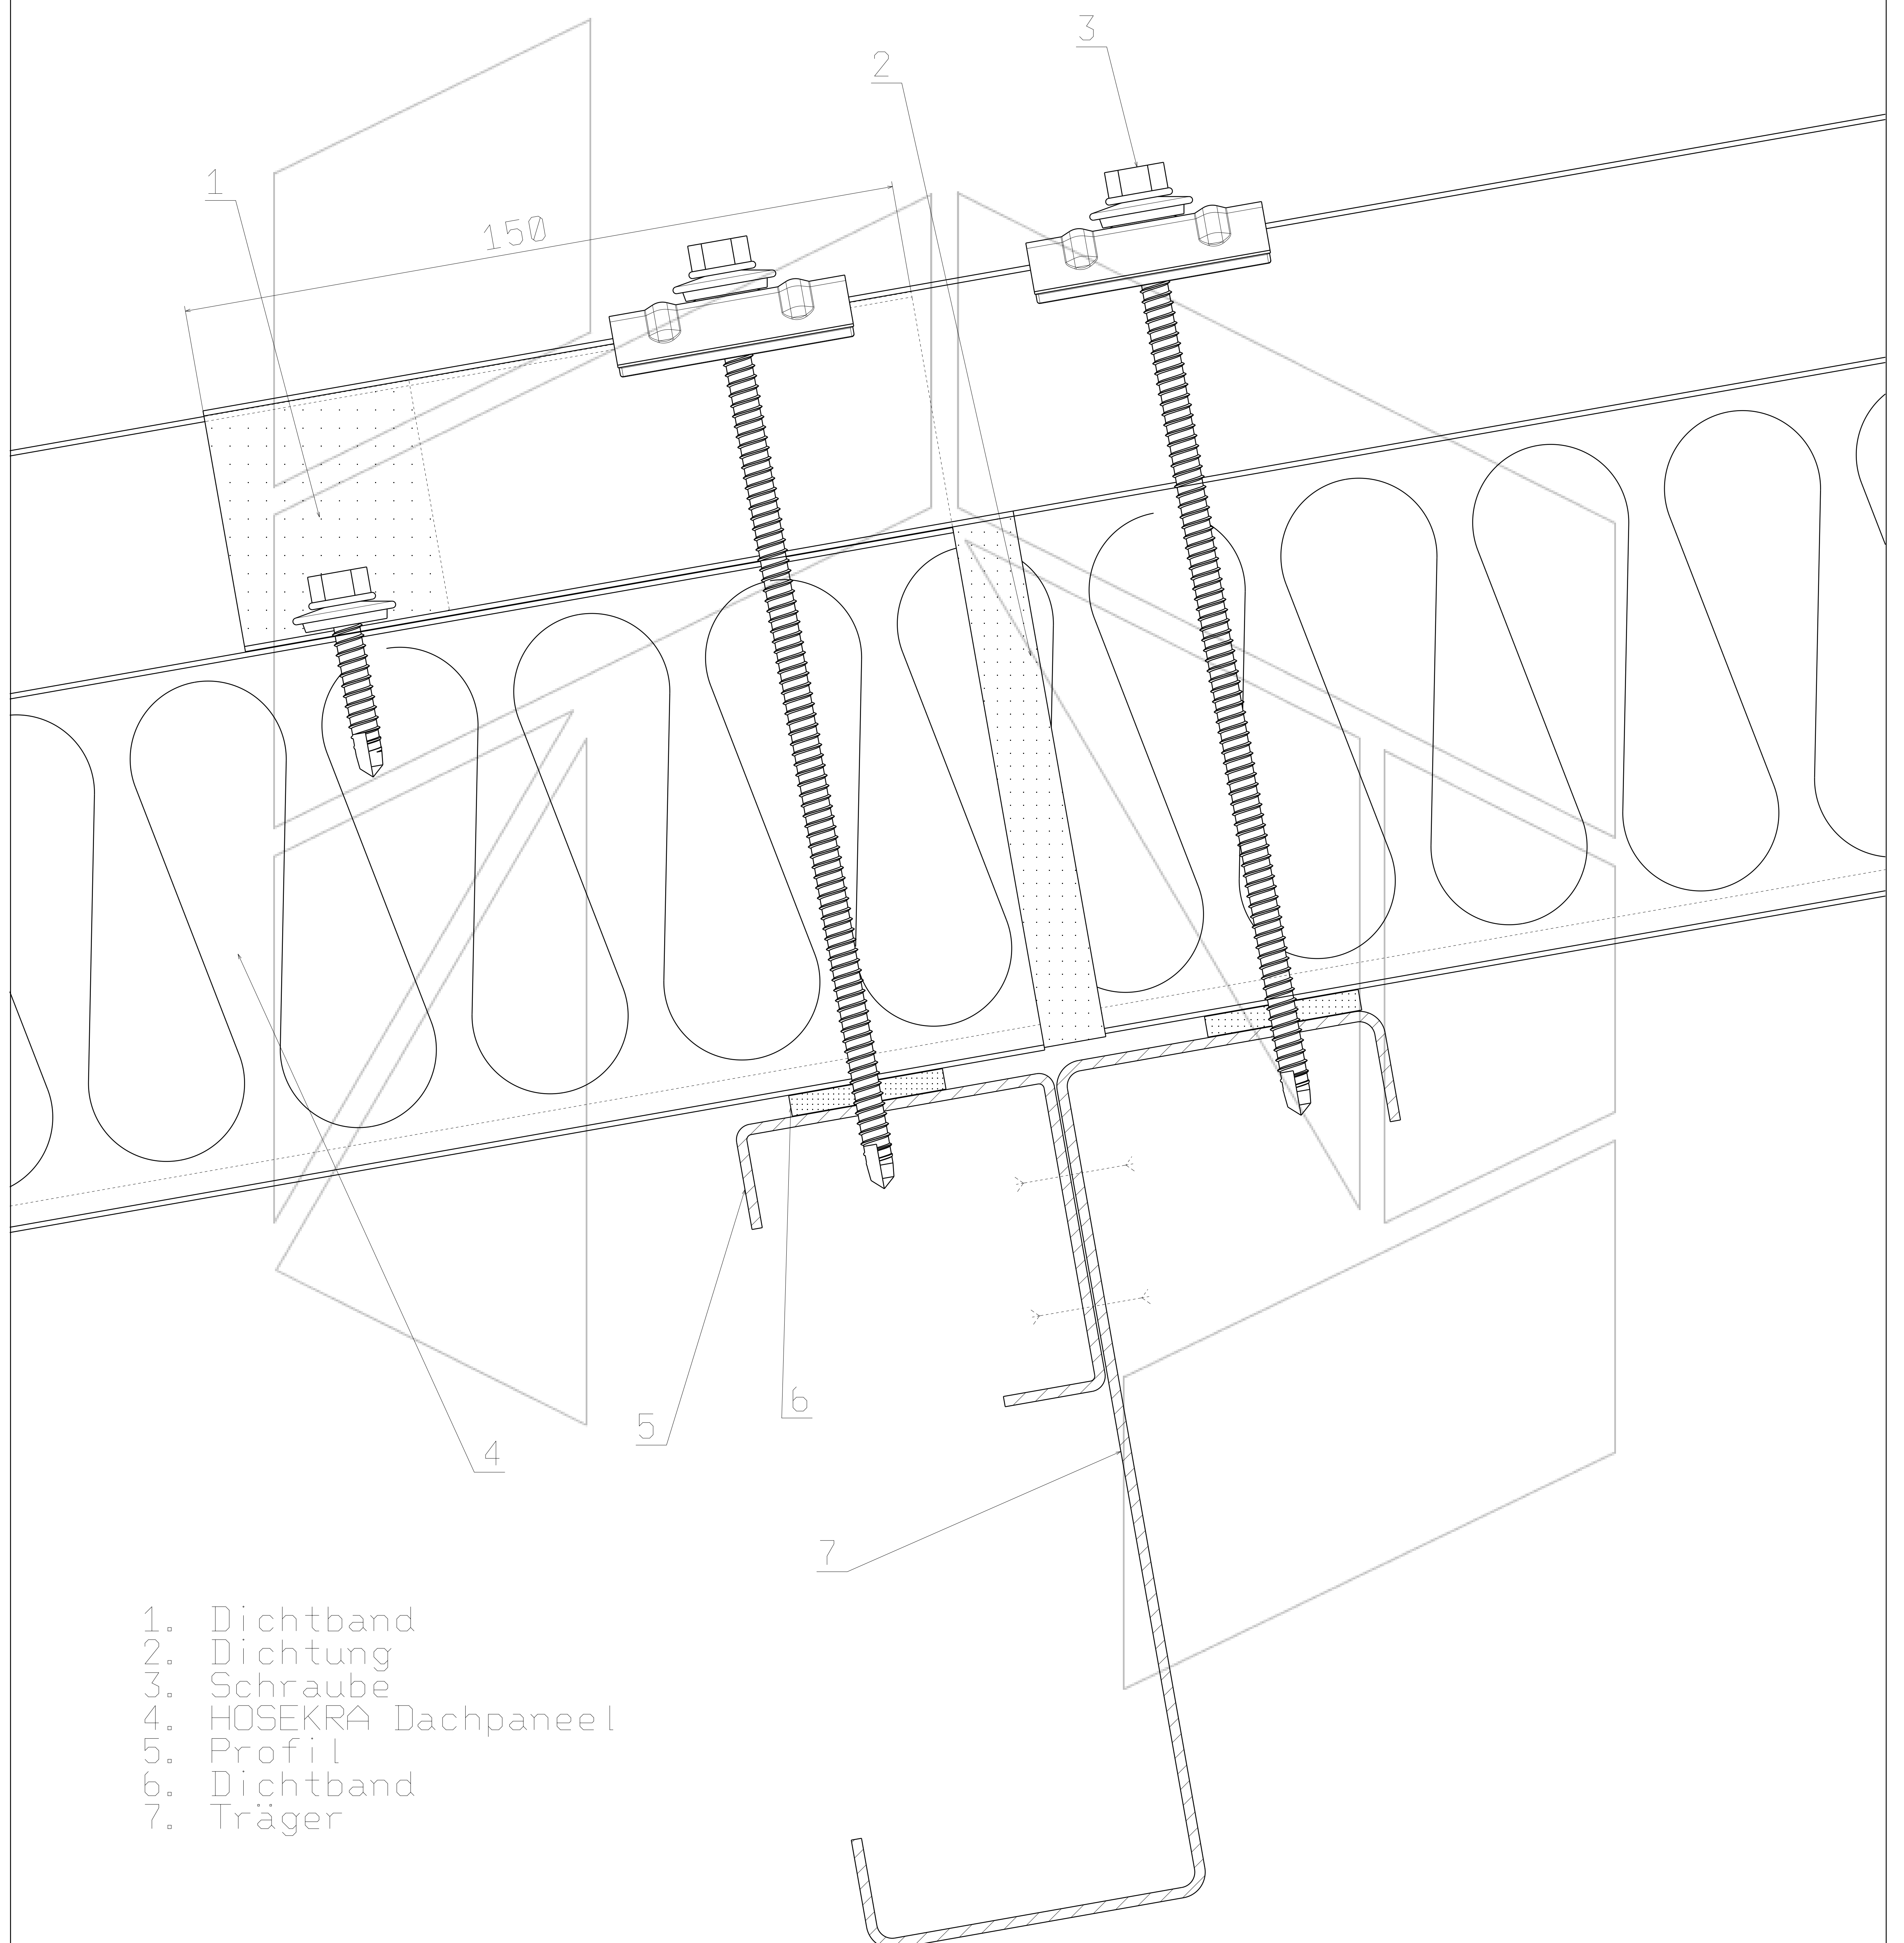 3
2
1
150
6
5
4
7
1. Dichtband
2. Dichtung
3. Schraube
4. HOSEKRA Dachpaneel
5. Profil
6. Dichtband
7. Träger